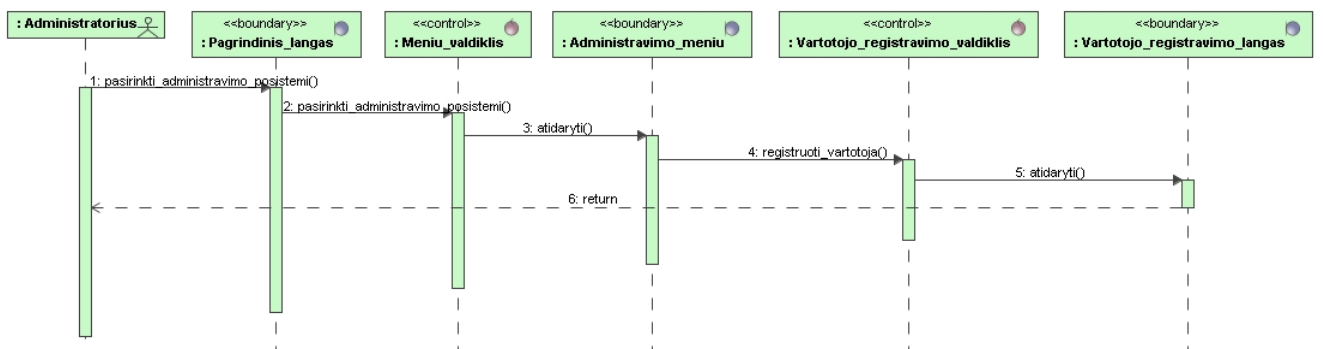 : Administratorius
<<boundary>>
: Pagrindinis_langas
<<control>>
: Meniu_valdiklis
<<boundary>>
: Administravimo_meniu
<<control>>
: Vartotojo_registravimo_valdiklis
<<boundary>>
: Vartotojo_registravimo_langas
1: pasirinkti_administravimo_posistemi()
2: pasirinkti_administravimo_posistemi()
3: atidaryti()
4: registruoti_vartotoja()
5: atidaryti()
6: return